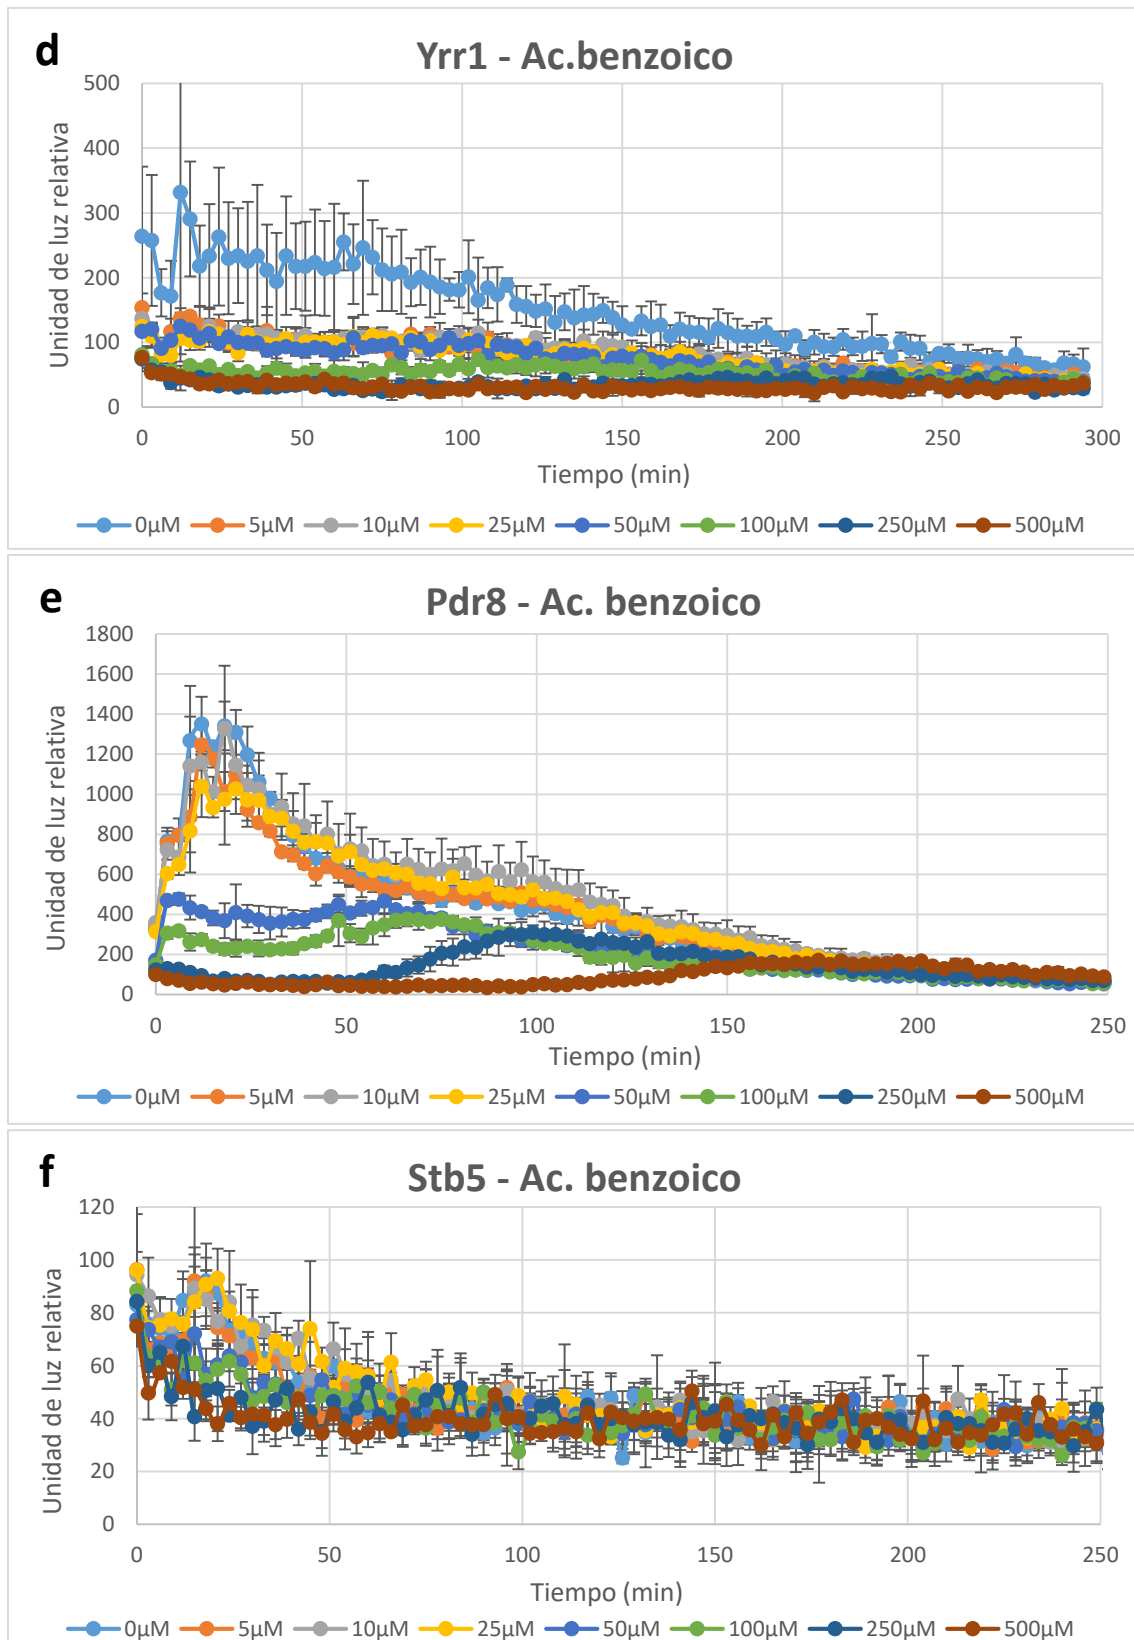 d
Yrr1 - Ac.benzoico
Unidad de luz relativa
500
400
300
200
100
0
0 50 100 150 200 250 300
Tiempo (min)
0µM 5µM 10µM 25µM 50µM 100µM 250µM 500µM
e
Pdr8 - Ac. benzoico
Unidad de luz relativa
1800
1600
1400
1200
1000
800
600
400
200
0
0 50 100 150 200 250
Tiempo (min)
0µM 5µM 10µM 25µM 50µM 100µM 250µM 500µM
f
Stb5 - Ac. benzoico
Unidad de luz relativa
120
100
80
60
40
20
0
0 50 100 150 200 250
Tiempo (min)
0µM 5µM 10µM 25µM 50µM 100µM 250µM 500µM